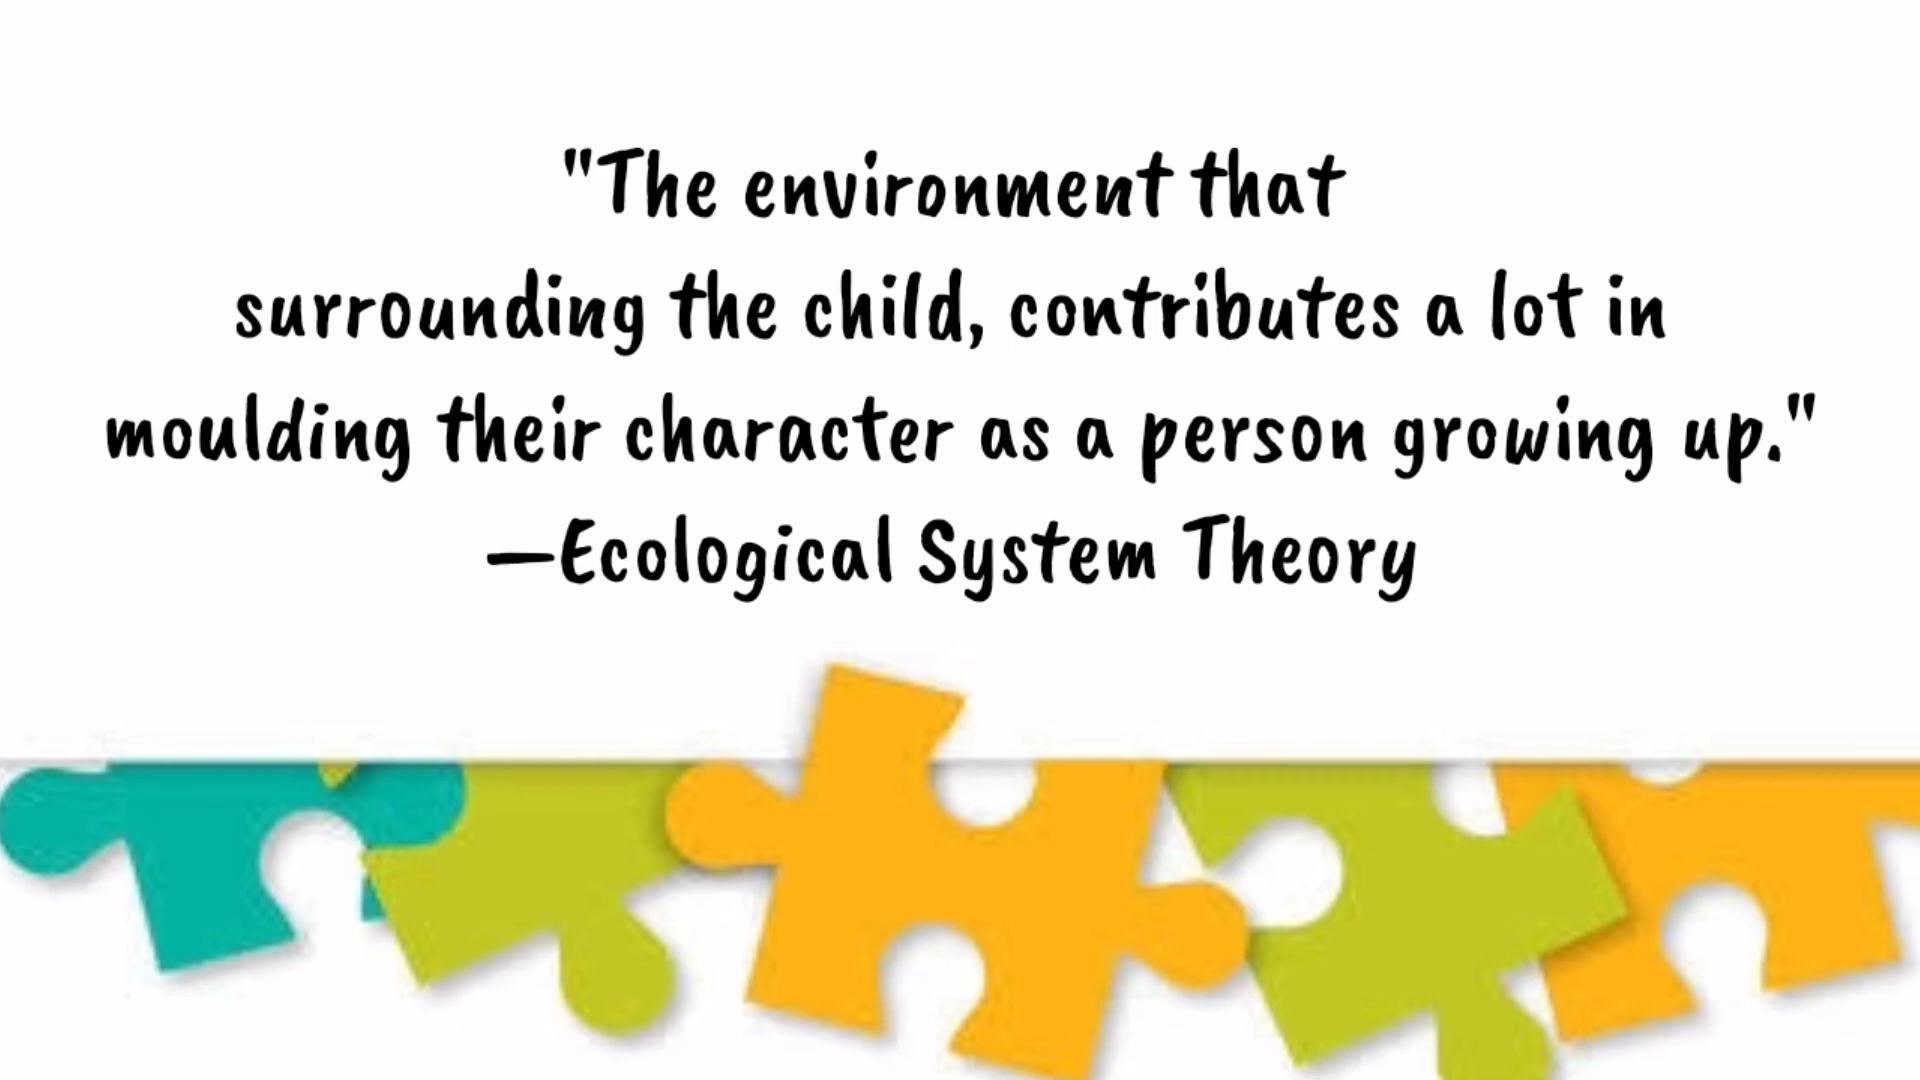 "The environment that
surrounding the child, contributes a lot in
moulding their character as a person growing up."
—Ecological System Theory